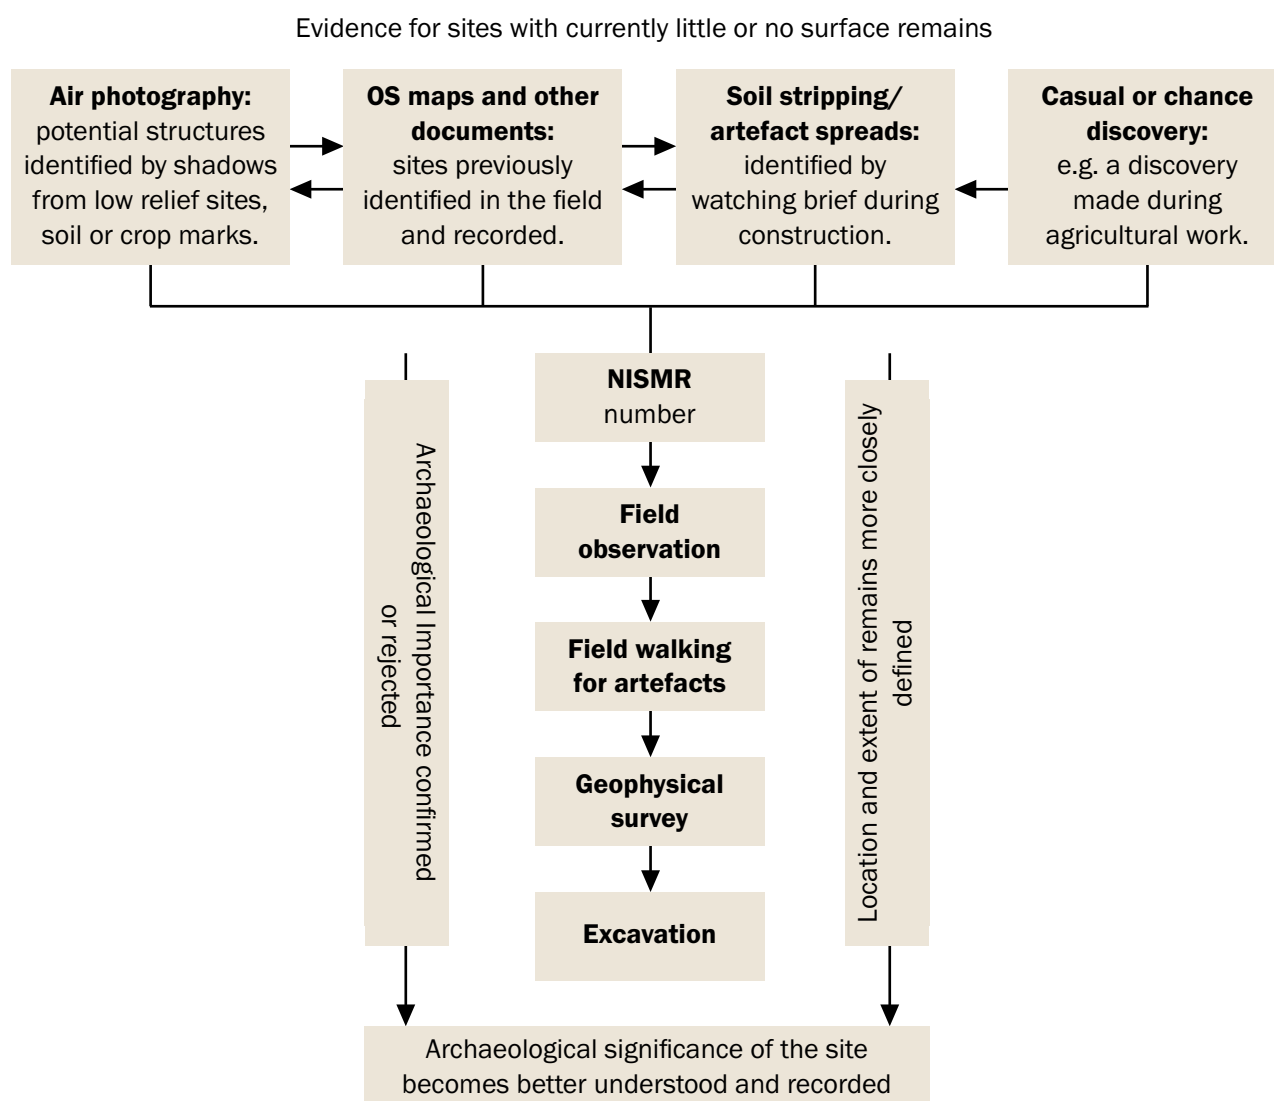 Evidence for sites with currently little or no surface remains
Air photography:
potential structures
identified by shadows
from low relief sites,
soil or crop marks.
OS maps and other
documents:
sites previously
identified in the field
and recorded.
Soil stripping/
artefact spreads:
identified by
watching brief during
construction.
Casual or chance
discovery:
e.g. a discovery
made during
agricultural work.
NISMR
number
Field
observation
Field walking
for artefacts
Geophysical
survey
Excavation
Archaeological Importance confirmed
or rejected
Location and extent of remains more closely
defined
Archaeological significance of the site
becomes better understood and recorded